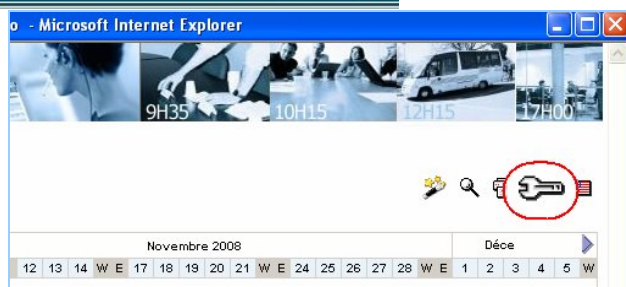 o - Microsoft Internet Explorer
9H35 10H15 12H15 17H00
Novembre 2008 Déce
12 13 14 W E 17 18 19 20 21 W E 24 25 26 27 28 W E 1 2 3 4 5 W